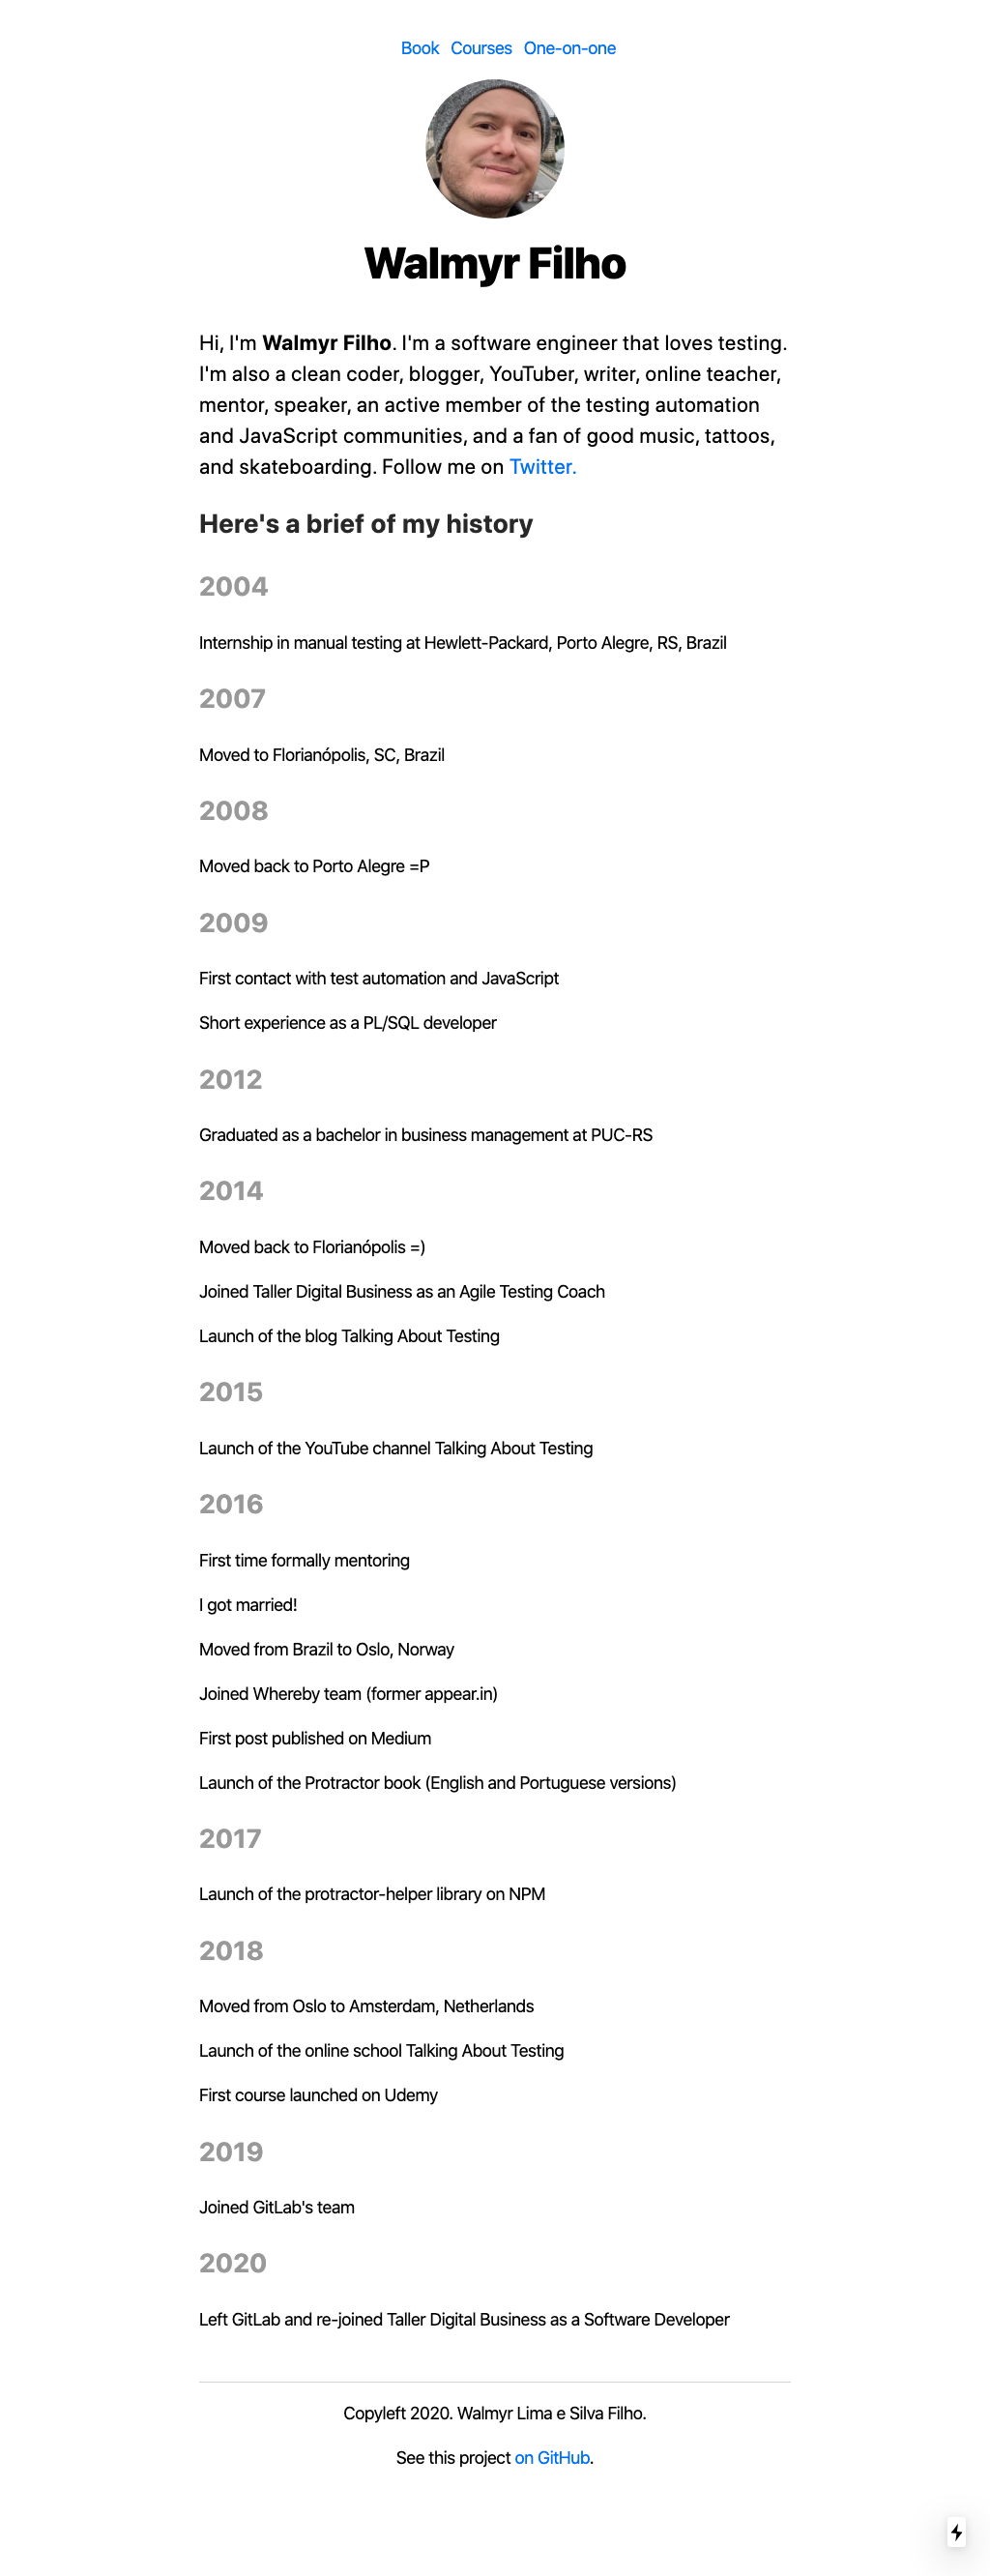 Book Courses One-on-one
Walmyr Filho
Hi, I'm Walmyr Filho. I'm a software engineer that loves testing.
I'm also a clean coder, blogger, YouTuber, writer, online teacher,
mentor, speaker, an active member of the testing automation
and JavaScript communities, and a fan of good music, tattoos,
and skateboarding. Follow me on Twitter.
Here's a brief of my history
2004
Internship in manual testing at Hewlett-Packard, Porto Alegre, RS, Brazil
2007
Moved to Florianópolis, SC, Brazil
2008
Moved back to Porto Alegre =P
2009
First contact with test automation and JavaScript
Short experience as a PL/SQL developer
2012
Graduated as a bachelor in business management at PUC-RS
2014
Moved back to Florianópolis =)
Joined Taller Digital Business as an Agile Testing Coach
Launch of the blog Talking About Testing
2015
Launch of the YouTube channel Talking About Testing
2016
First time formally mentoring
I got married!
Moved from Brazil to Oslo, Norway
Joined Whereby team (former appear.in)
First post published on Medium
Launch of the Protractor book (English and Portuguese versions)
2017
Launch of the protractor-helper library on NPM
2018
Moved from Oslo to Amsterdam, Netherlands
Launch of the online school Talking About Testing
First course launched on Udemy
2019
Joined GitLab's team
2020
Left GitLab and re-joined Taller Digital Business as a Software Developer
Copyleft 2020. Walmyr Lima e Silva Filho.
See this project on GitHub.